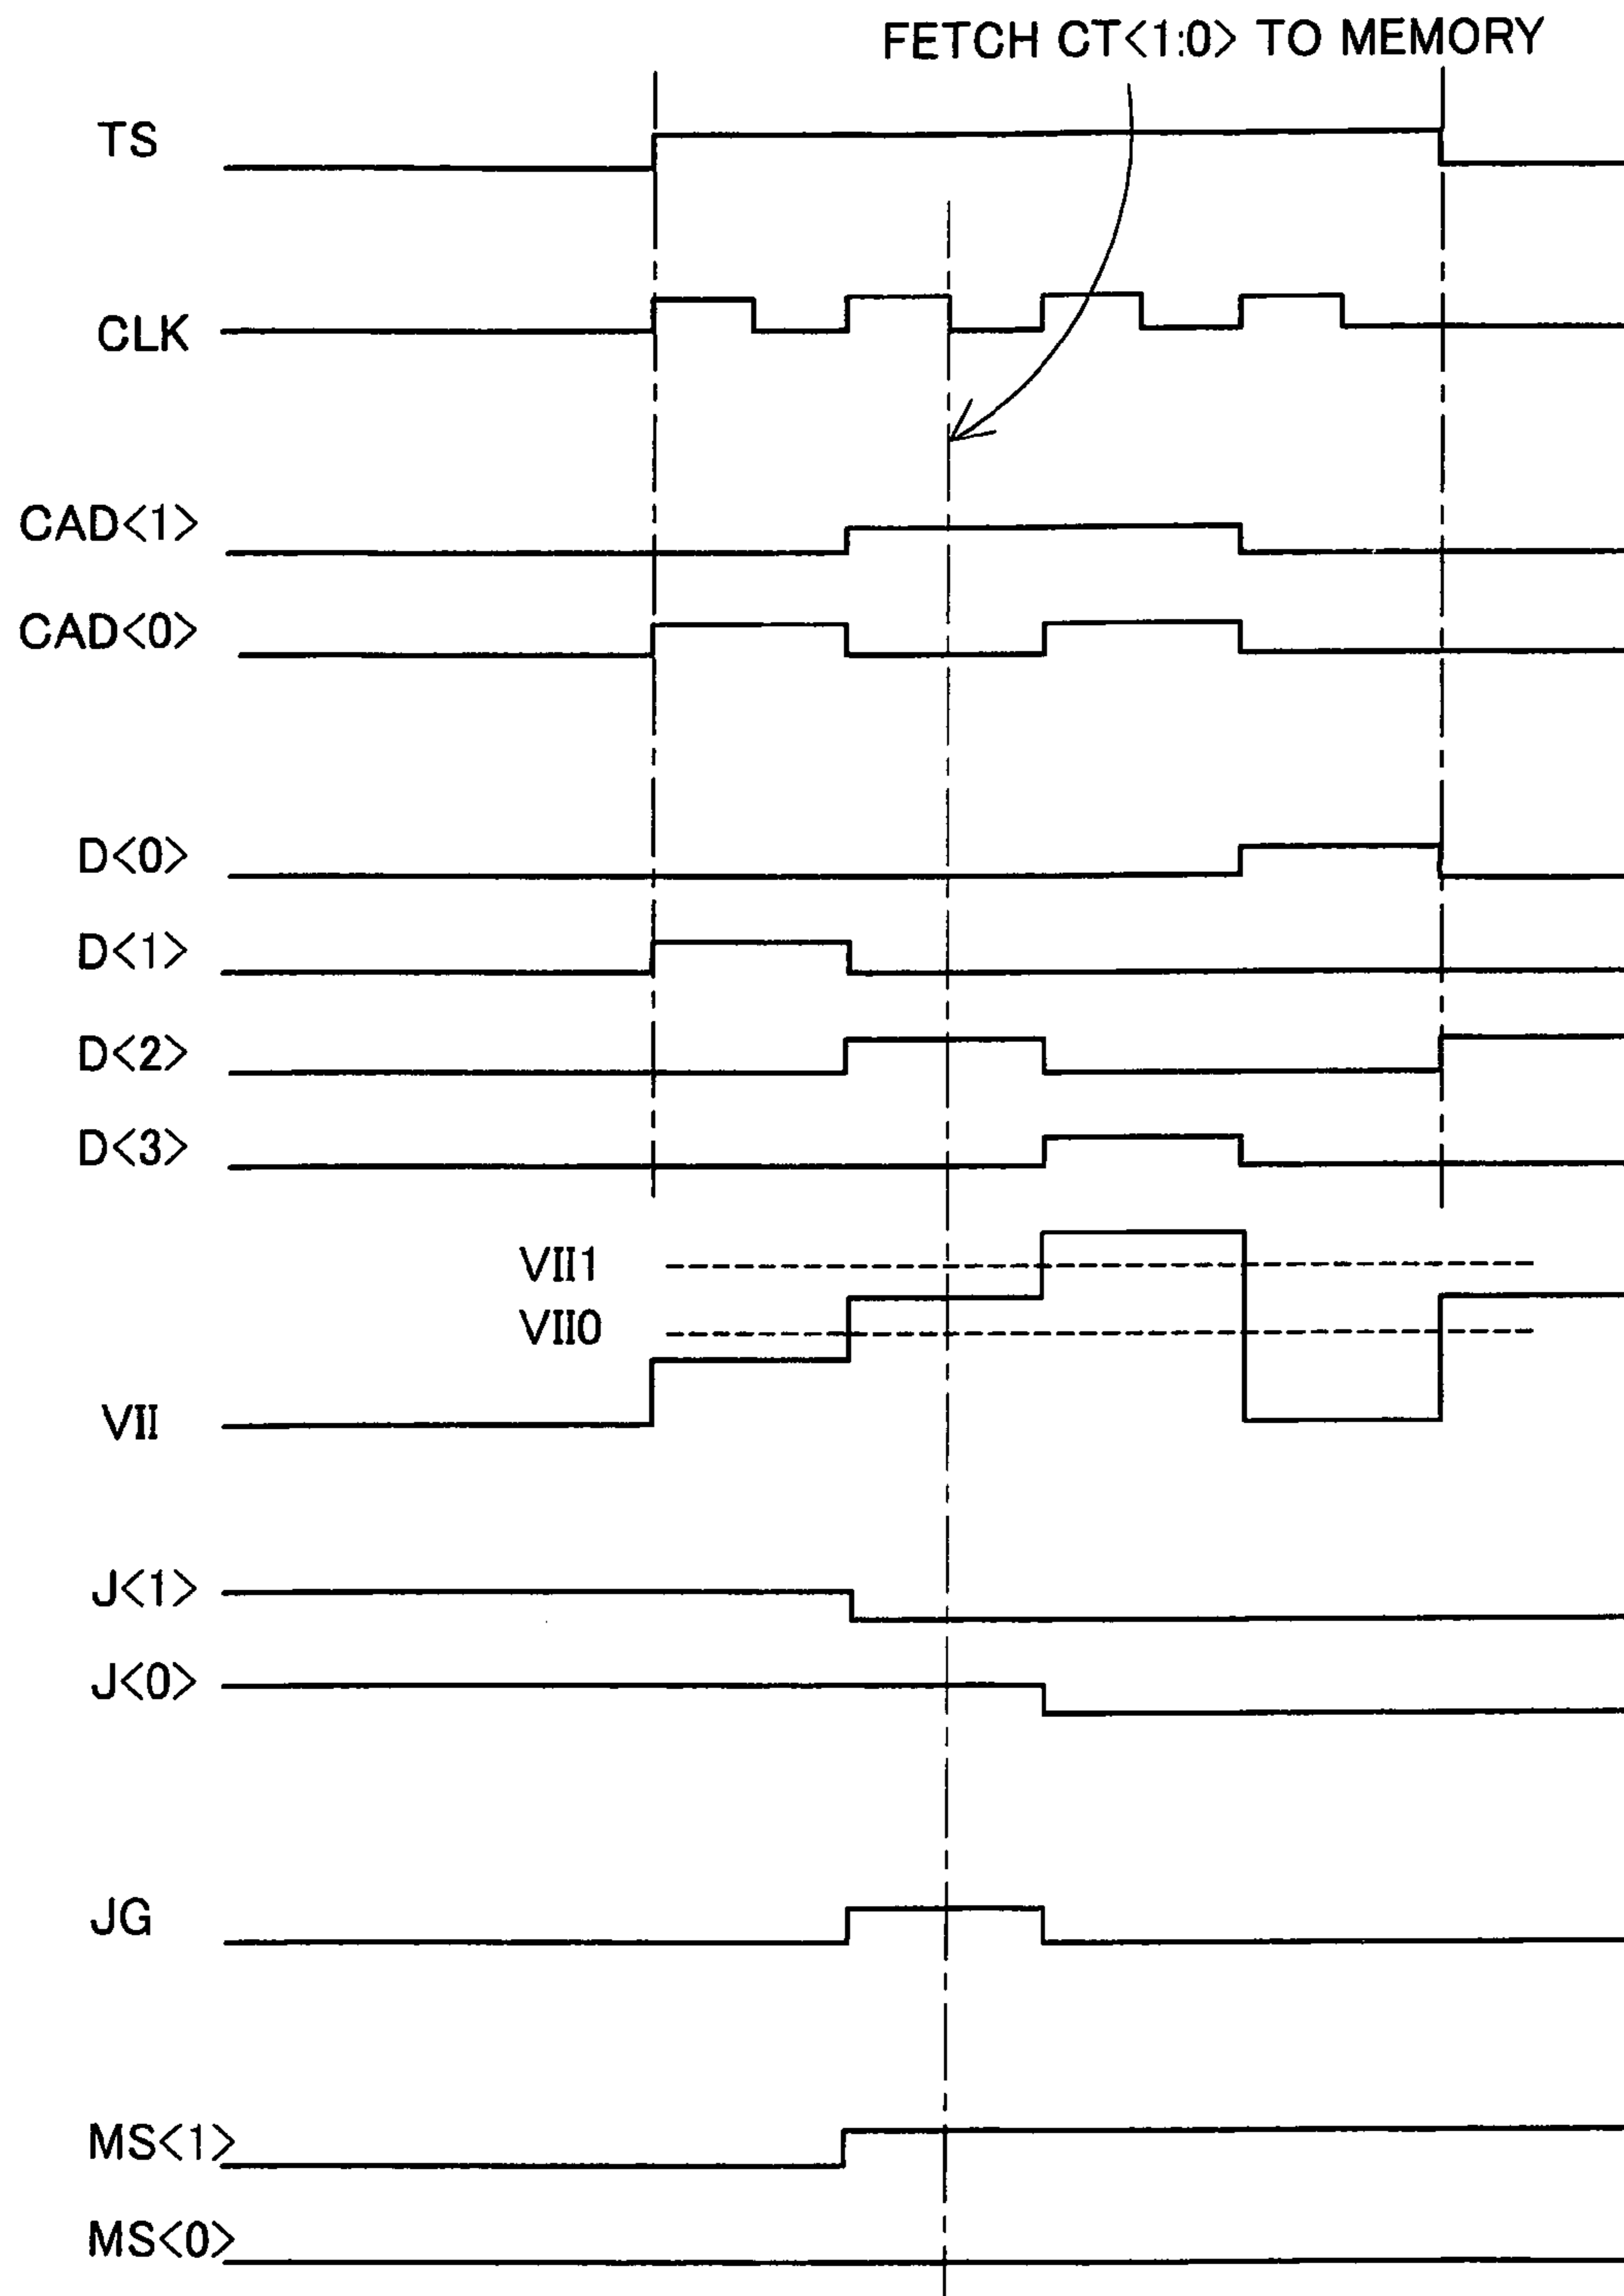 FETCH CT<1:0> TO MEMORY
TS
CLK
CAD<1>
CAD<0>
D<0>
D<1>
D<2>
D<3>
VII1
VII0
VII
J<1>
J<0>
JG
MS<1>
MS<0>